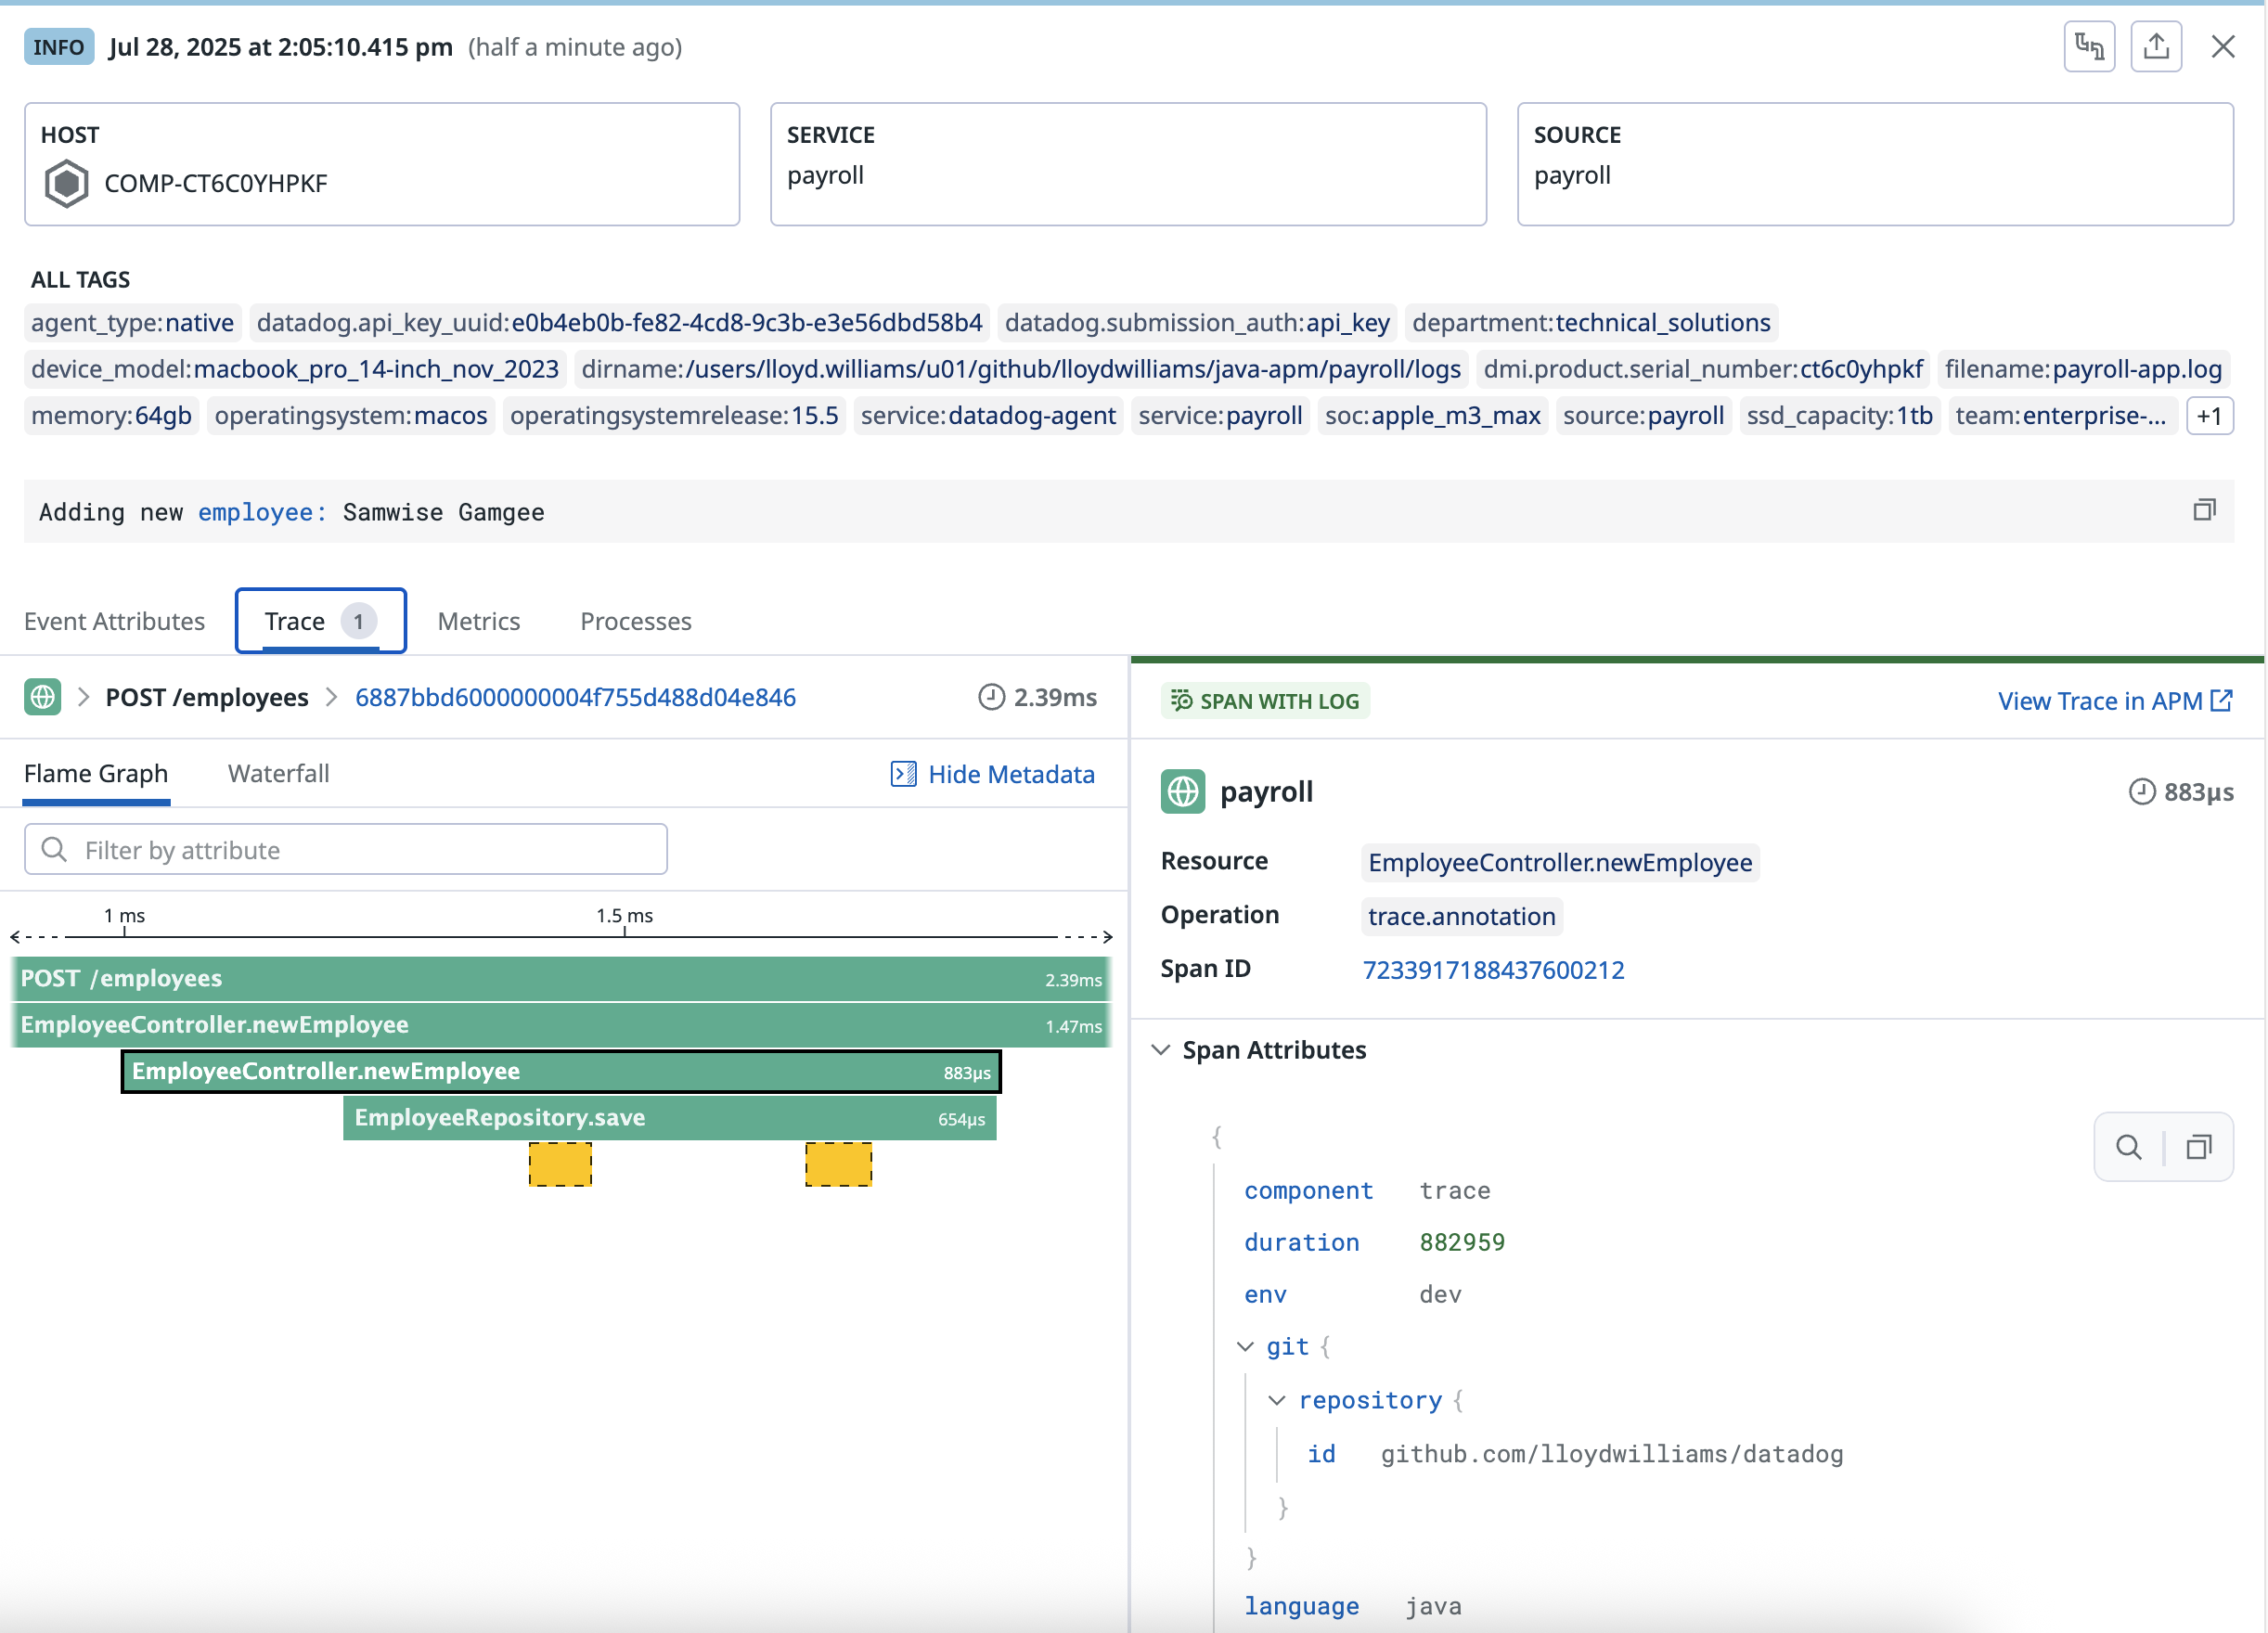 INFO Jul 28, 2025 at 2:05:10.415 pm (half a minute ago)
HOST
COMP-CT6C0YHPKF
SERVICE
payroll
SOURCE
payroll
ALL TAGS
agent_type:native datadog.api_key_uuid:e0b4eb0b-fe82-4cd8-9c3b-e3e56dbd58b4 datadog.submission_auth:api_key department:technical_solutions
device_model:macbook_pro_14-inch_nov_2023 dirname:/users/lloyd.williams/u01/github/lloydwilliams/java-apm/payroll/logs dmi.product.serial_number:ct6c0yhpkf filename:payroll-app.log
memory:64gb operatingsystem:macos operatingsystemrelease:15.5 service:datadog-agent service:payroll soc:apple_m3_max source:payroll ssd_capacity:1tb team:enterprise-... +1
Adding new employee: Samwise Gamgee
Event Attributes Trace 1 Metrics Processes
POST /employees 6887bbd6000000004f755d488d04e846 2.39ms
Flame Graph Waterfall Hide Metadata
Filter by attribute
1 ms 1.5 ms
POST /employees 2.39ms
EmployeeController.newEmployee 1.47ms
EmployeeController.newEmployee 883µs
EmployeeRepository.save 654µs
SPAN WITH LOG View Trace in APM
payroll 883µs
Resource EmployeeController.newEmployee
Operation trace.annotation
Span ID 7233917188437600212
Span Attributes
{
component trace
duration 882959
env dev
git {
repository {
id github.com/lloydwilliams/datadog
}
}
language java